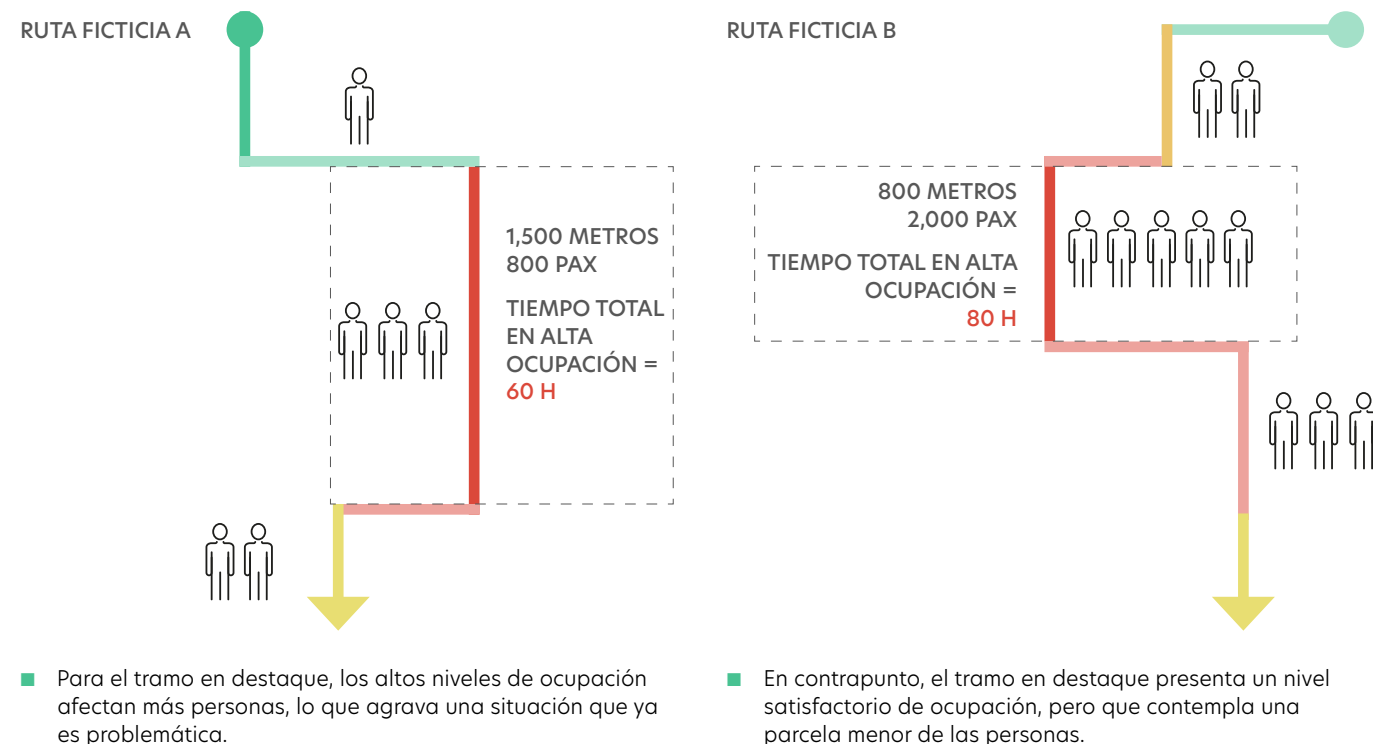 RUTA FICTICIA A
1,500 METROS
800 PAX
TIEMPO TOTAL
EN ALTA
OCUPACIÓN =
60 H
■ Para el tramo en destaque, los altos niveles de ocupación
afectan más personas, lo que agrava una situación que ya
es problemática.
RUTA FICTICIA B
800 METROS
2,000 PAX
TIEMPO TOTAL EN ALTA
OCUPACIÓN =
80 H
■ En contrapunto, el tramo en destaque presenta un nivel
satisfactorio de ocupación, pero que contempla una
parcela menor de las personas.